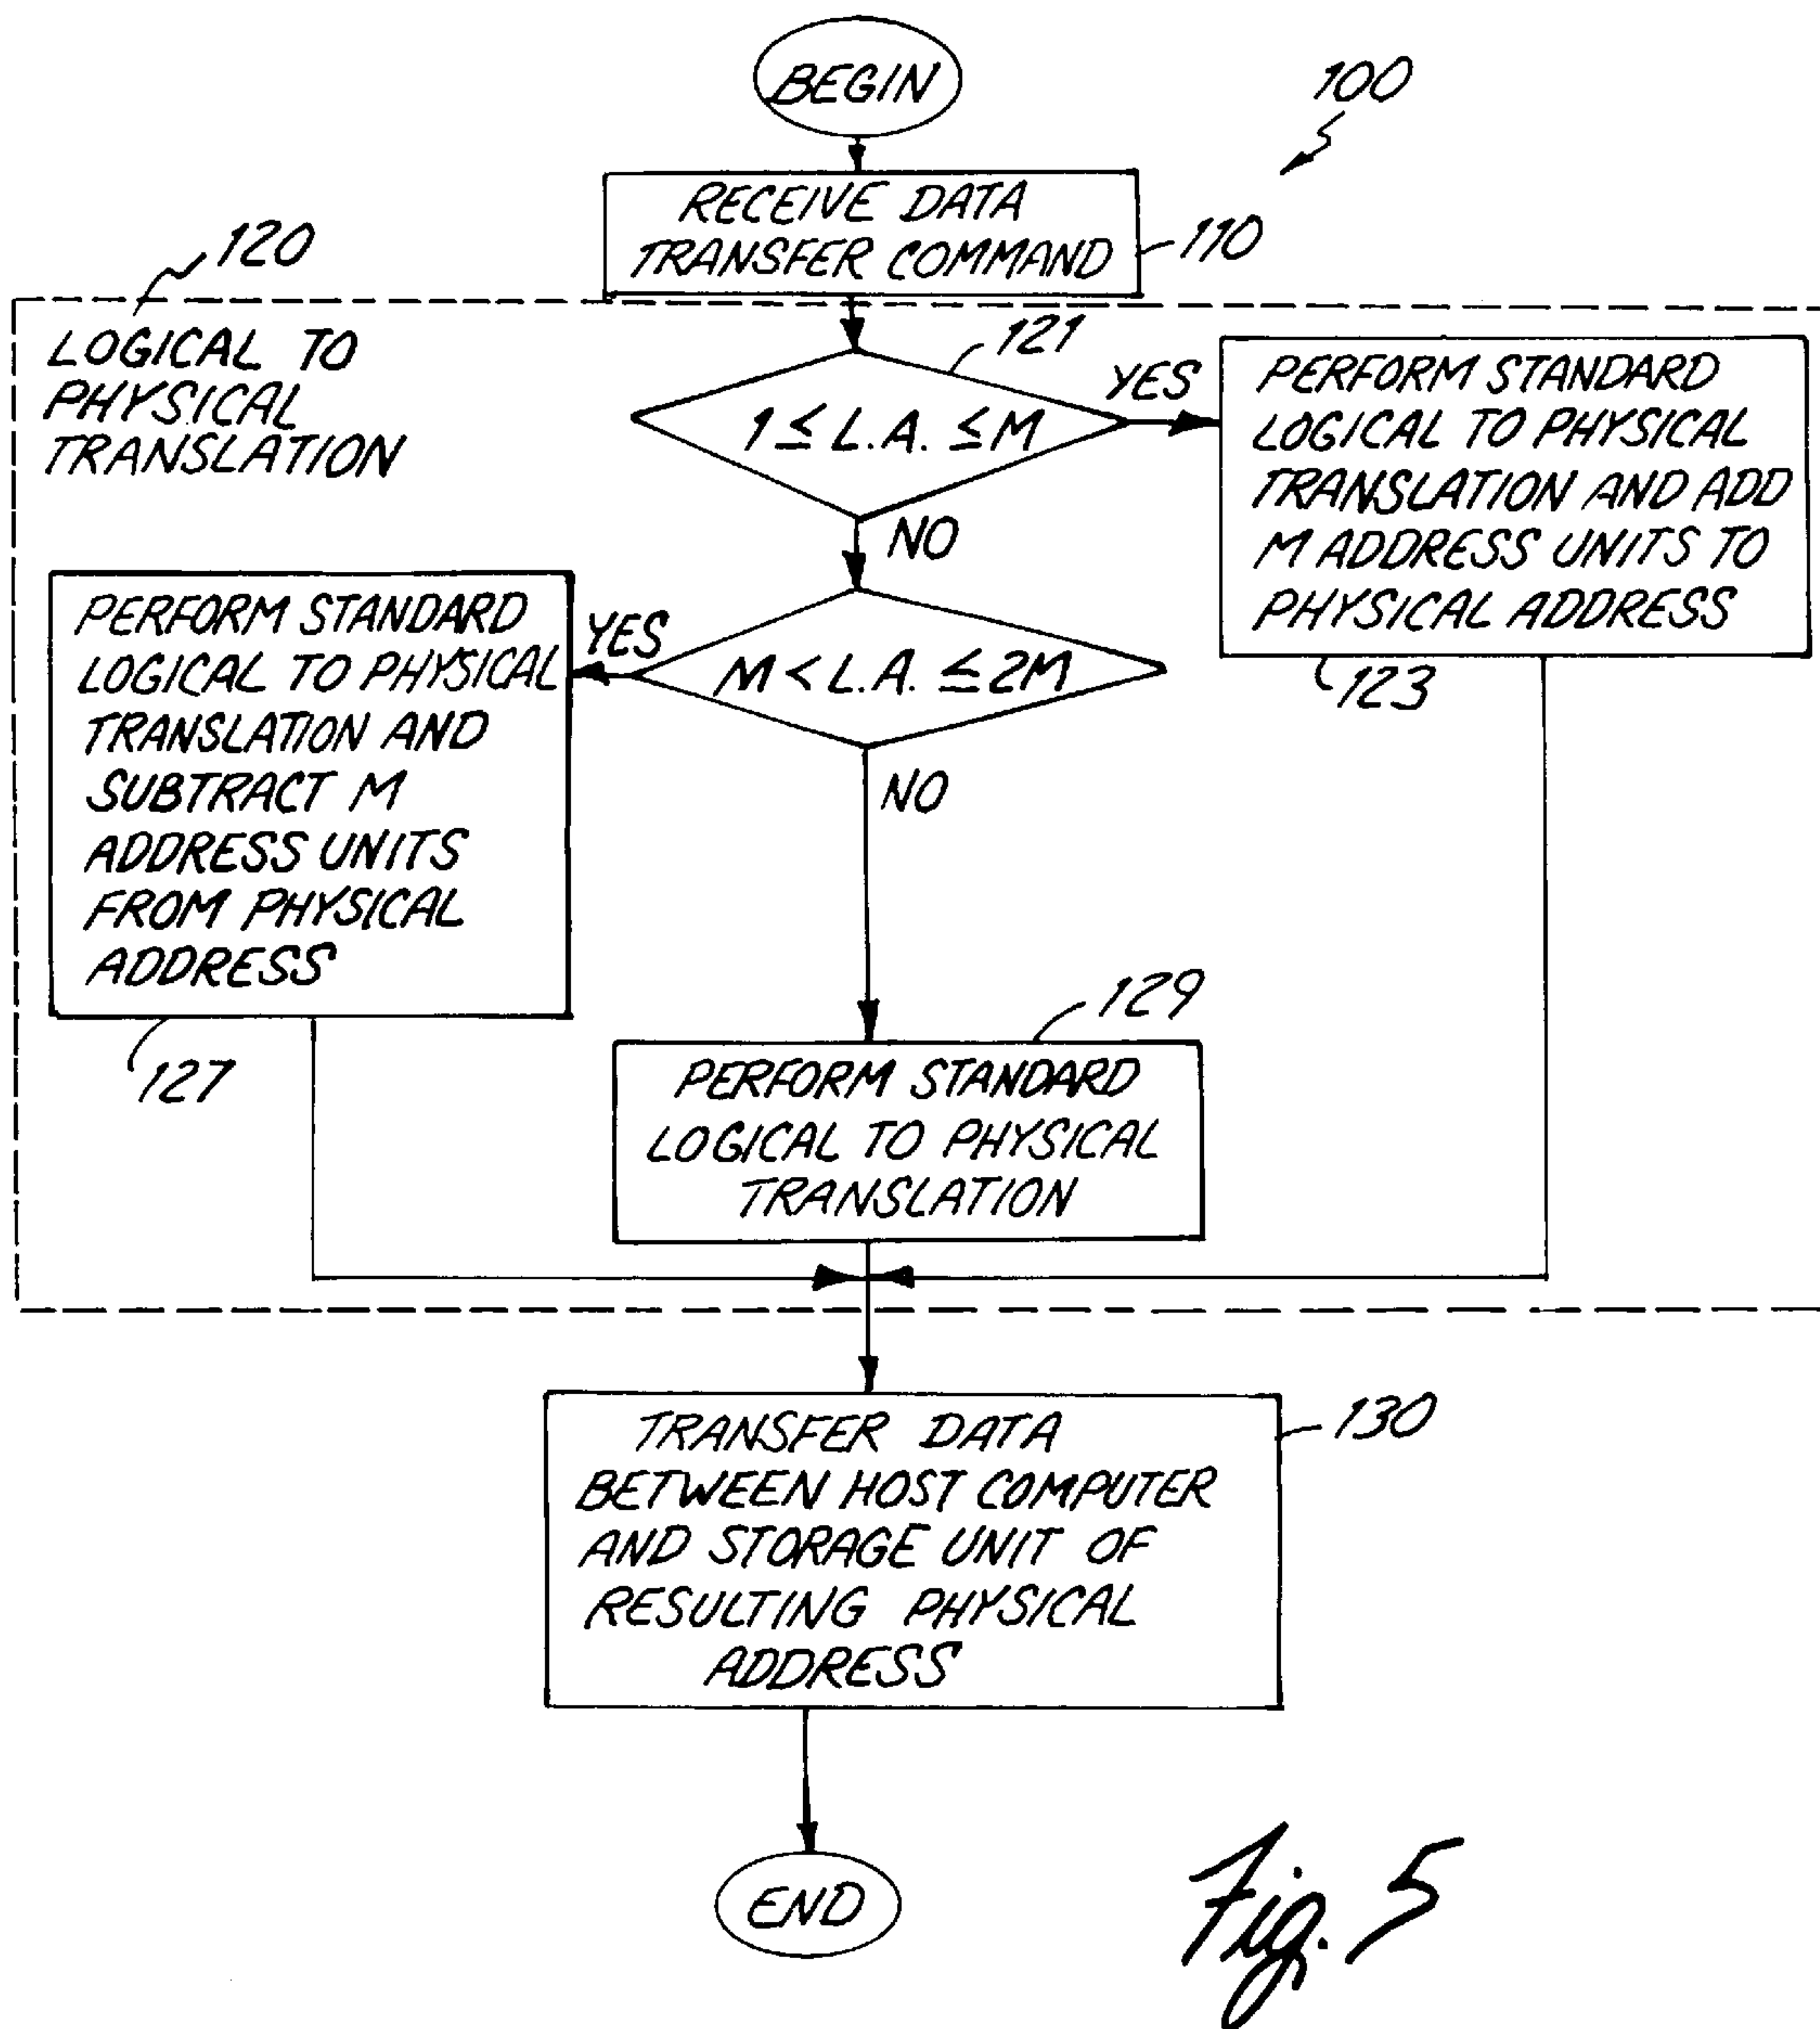 BEGIN
100
RECEIVE DATA
TRANSFER COMMAND
110
120
LOGICAL TO
PHYSICAL
TRANSLATION
121
1 ≤ L.A. ≤ M
YES
PERFORM STANDARD
LOGICAL TO PHYSICAL
TRANSLATION AND ADD
M ADDRESS UNITS TO
PHYSICAL ADDRESS
123
NO
M < L.A. ≤ 2M
YES
PERFORM STANDARD
LOGICAL TO PHYSICAL
TRANSLATION AND
SUBTRACT M
ADDRESS UNITS
FROM PHYSICAL
ADDRESS
127
NO
129
PERFORM STANDARD
LOGICAL TO PHYSICAL
TRANSLATION
TRANSFER DATA
BETWEEN HOST COMPUTER
AND STORAGE UNIT OF
RESULTING PHYSICAL
ADDRESS
130
END
Fig. 5